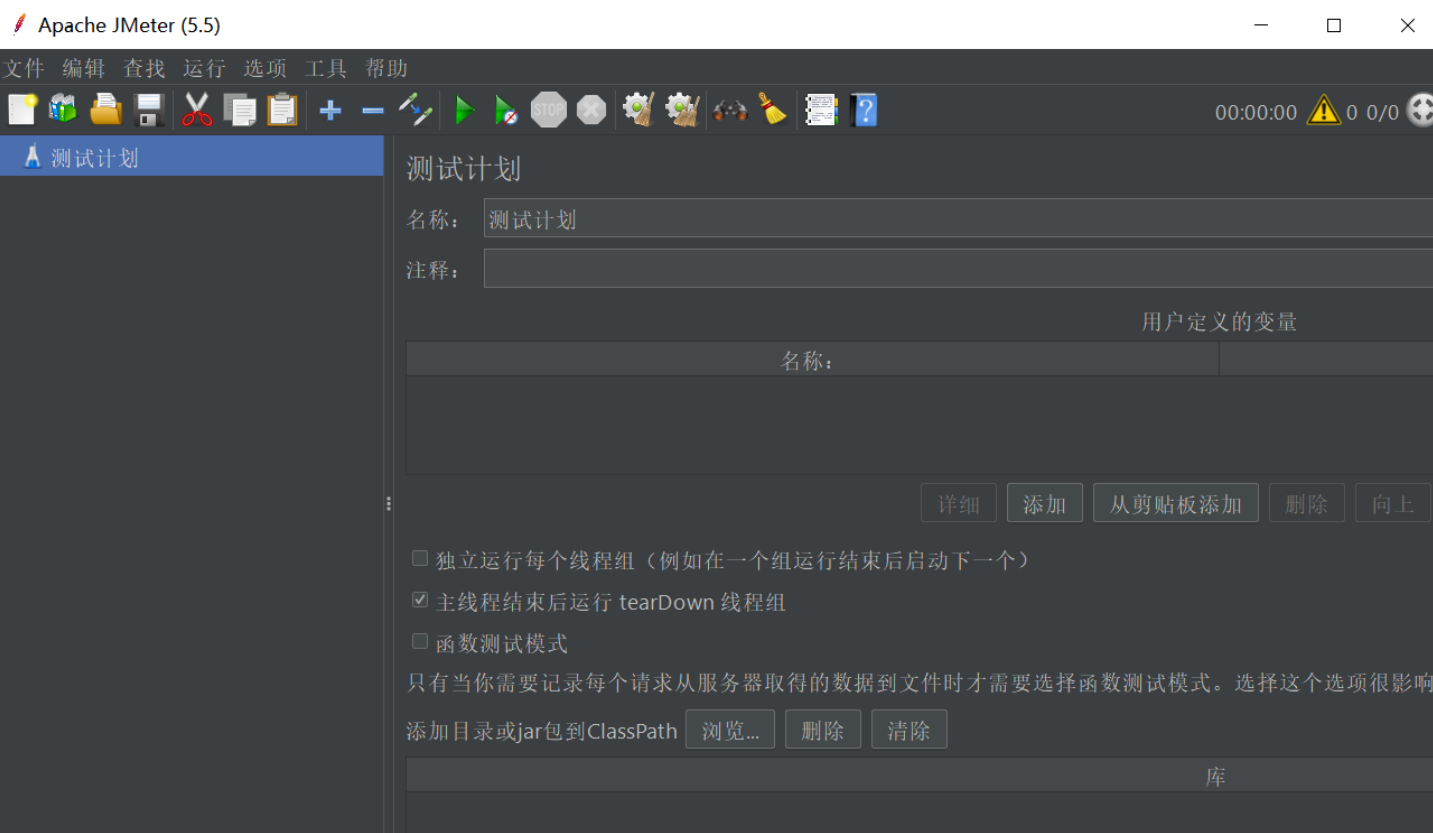 Apache JMeter (5.5)
文件 编辑 查找 运行 选项 工具 帮助
STOP 00:00:00 0 0/0
测试计划
测试计划
名称： 测试计划
注释：
用户定义的变量
名称：
详细 添加 从剪贴板添加 删除 向上
独立运行每个线程组（例如在一个组运行结束后启动下一个）
主线程结束后运行 tearDown 线程组
函数测试模式
只有当你需要记录每个请求从服务器取得的数据到文件时才需要选择函数测试模式。选择这个选项很影响
添加目录或jar包到ClassPath 浏览... 删除 清除
库